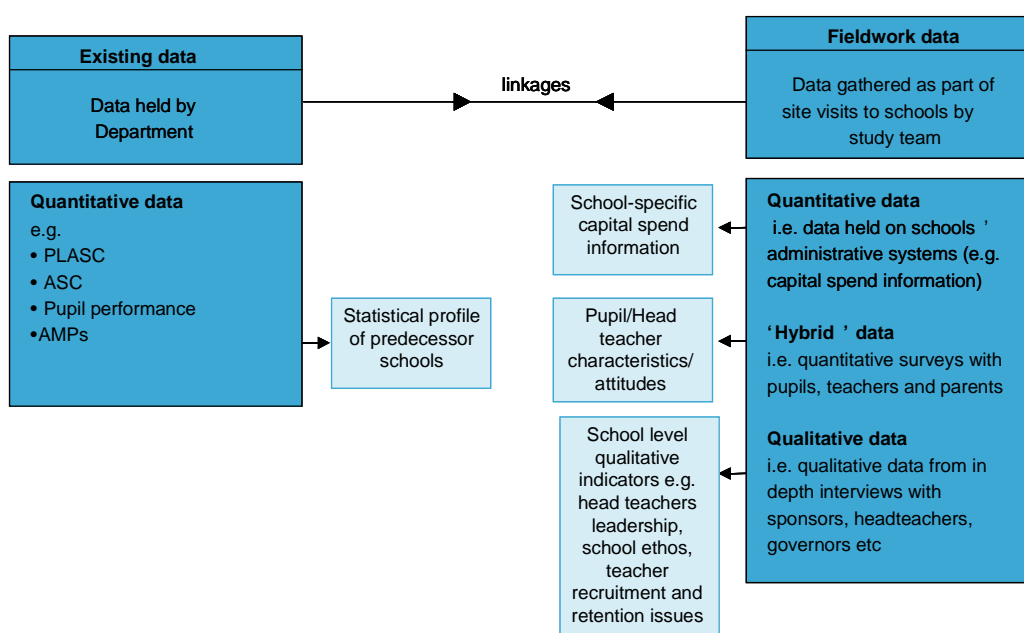 Existing data
Data held by
Department
linkages
Fieldwork data
Data gathered as part of
site visits to schools by
study team
Quantitative data
e.g.
• PLASC
• ASC
• Pupil performance
•AMPs
Statistical profile
of predecessor
schools
School-specific
capital spend
information
Pupil/Head
teacher
characteristics/
attitudes
School level
qualitative
indicators e.g.
head teachers
leadership,
school ethos,
teacher
recruitment and
retention issues
Quantitative data
i.e. data held on schools ’
administrative systems (e.g.
capital spend information)
‘Hybrid ’ data
i.e. quantitative surveys with
pupils, teachers and parents
Qualitative data
i.e. qualitative data from in
depth interviews with
sponsors, headteachers,
governors etc